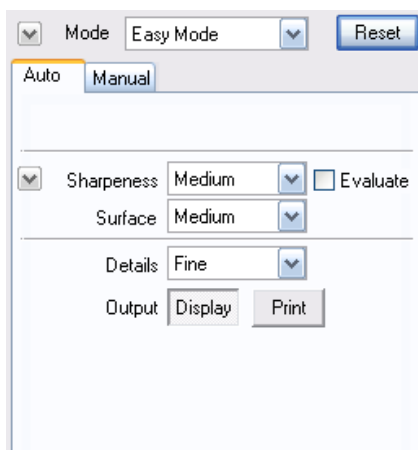 Mode Easy Mode Reset
Auto Manual
Sharpeness Medium Evaluate
Surface Medium
Details Fine
Output Display Print